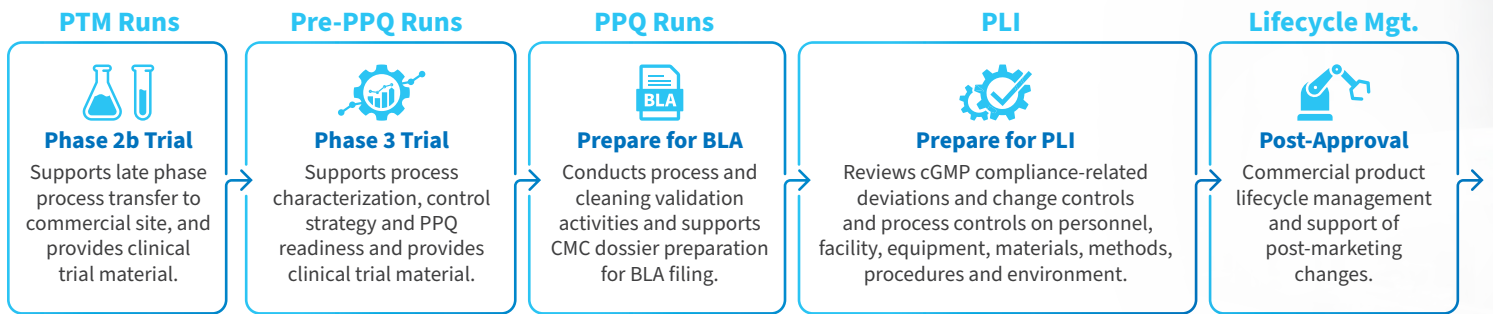 PTM Runs
Phase 2b Trial
Supports late phase
process transfer to
commercial site, and
provides clinical
trial material.
Pre-PPQ Runs
Phase 3 Trial
Supports process
characterization, control
strategy and PPQ
readiness and provides
clinical trial material.
PPQ Runs
BLA
Prepare for BLA
Conducts process and
cleaning validation
activities and supports
CMC dossier preparation
for BLA filing.
PLI
Prepare for PLI
Reviews cGMP compliance-related
deviations and change controls
and process controls on personnel,
facility, equipment, materials, methods,
procedures and environment.
Lifecycle Mgt.
Post-Approval
Commercial product
lifecycle management
and support of
post-marketing
changes.